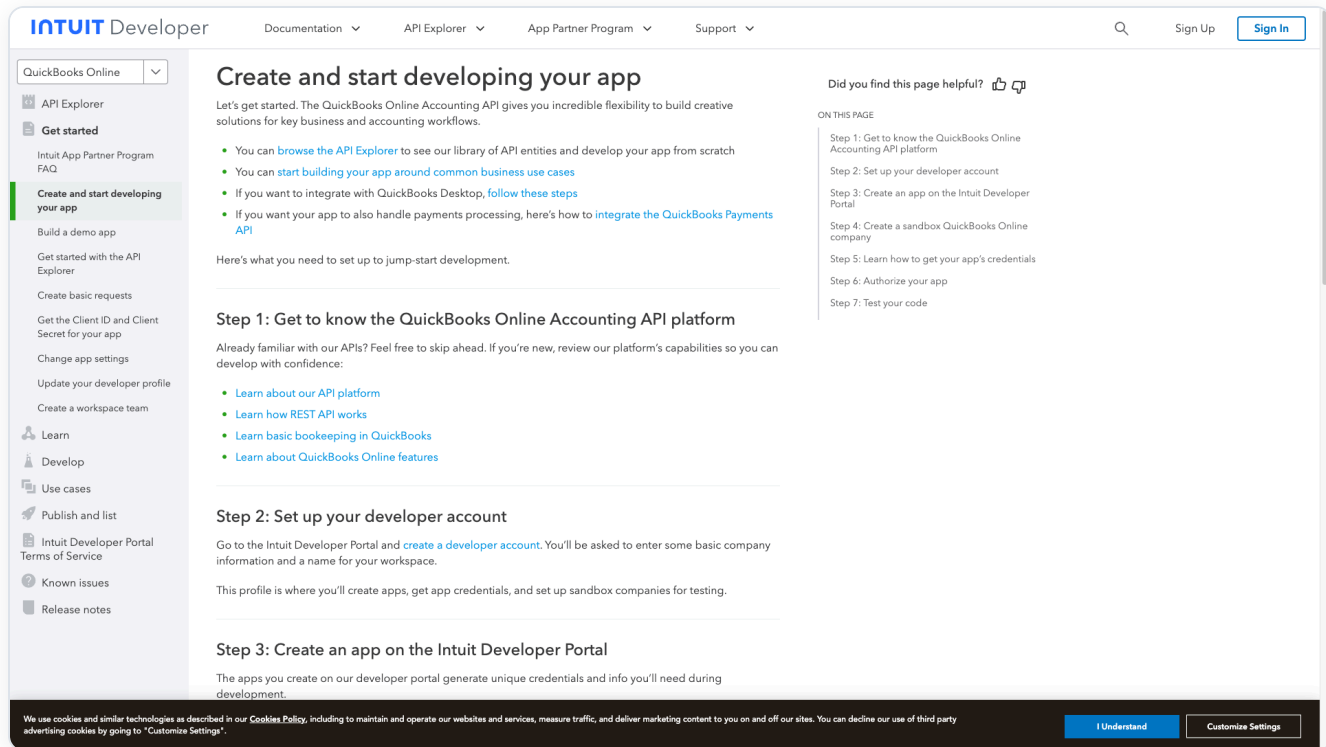 INTUIT Developer
Documentation
API Explorer
App Partner Program
Support
Sign Up
Sign In
QuickBooks Online
API Explorer
Get started
Intuit App Partner Program
FAQ
Create and start developing
your app
Build a demo app
Get started with the API
Explorer
Create basic requests
Get the Client ID and Client
Secret for your app
Change app settings
Update your developer profile
Create a workspace team
Learn
Develop
Use cases
Publish and list
Intuit Developer Portal
Terms of Service
Known issues
Release notes
Create and start developing your app
Let's get started. The QuickBooks Online Accounting API gives you incredible flexibility to build creative
solutions for key business and accounting workflows.
• You can browse the API Explorer to see our library of API entities and develop your app from scratch
• You can start building your app around common business use cases
• If you want to integrate with QuickBooks Desktop, follow these steps
• If you want your app to also handle payments processing, here's how to integrate the QuickBooks Payments
API
Here's what you need to set up to jump-start development.
Step 1: Get to know the QuickBooks Online Accounting API platform
Already familiar with our APIs? Feel free to skip ahead. If you're new, review our platform's capabilities so you can
develop with confidence:
• Learn about our API platform
• Learn how REST API works
• Learn basic bookeeping in QuickBooks
• Learn about QuickBooks Online features
Step 2: Set up your developer account
Go to the Intuit Developer Portal and create a developer account. You'll be asked to enter some basic company
information and a name for your workspace.
This profile is where you'll create apps, get app credentials, and set up sandbox companies for testing.
Step 3: Create an app on the Intuit Developer Portal
The apps you create on our developer portal generate unique credentials and info you'll need during
development.
Did you find this page helpful?
ON THIS PAGE
Step 1: Get to know the QuickBooks Online
Accounting API platform
Step 2: Set up your developer account
Step 3: Create an app on the Intuit Developer
Portal
Step 4: Create a sandbox QuickBooks Online
company
Step 5: Learn how to get your app's credentials
Step 6: Authorize your app
Step 7: Test your code
We use cookies and similar technologies as described in our Cookies Policy, including to maintain and operate our websites and services, measure traffic, and deliver marketing content to you on and off our sites. You can decline our use of third party
advertising cookies by going to "Customize Settings".
I Understand
Customize Settings